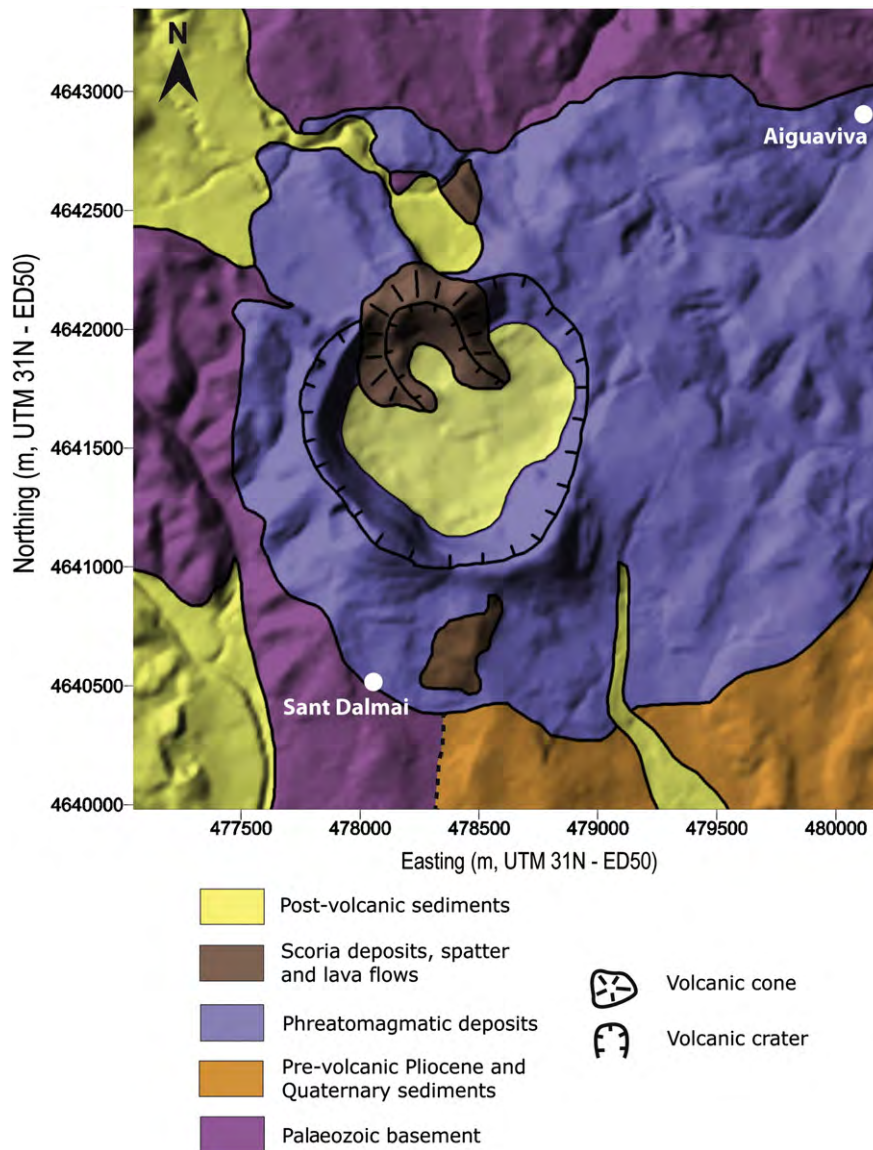 N
4643000
Aiguaviva
4642500
4642000
4641500
4641000
4640500
Sant Dalmai
4640000
Northing (m, UTM 31N - ED50)
477500 478000 478500 479000 479500 480000
Easting (m, UTM 31N - ED50)
Post-volcanic sediments
Scoria deposits, spatter
and lava flows
Phreatomagmatic deposits
Pre-volcanic Pliocene and
Quaternary sediments
Palaeozoic basement
Volcanic cone
Volcanic crater